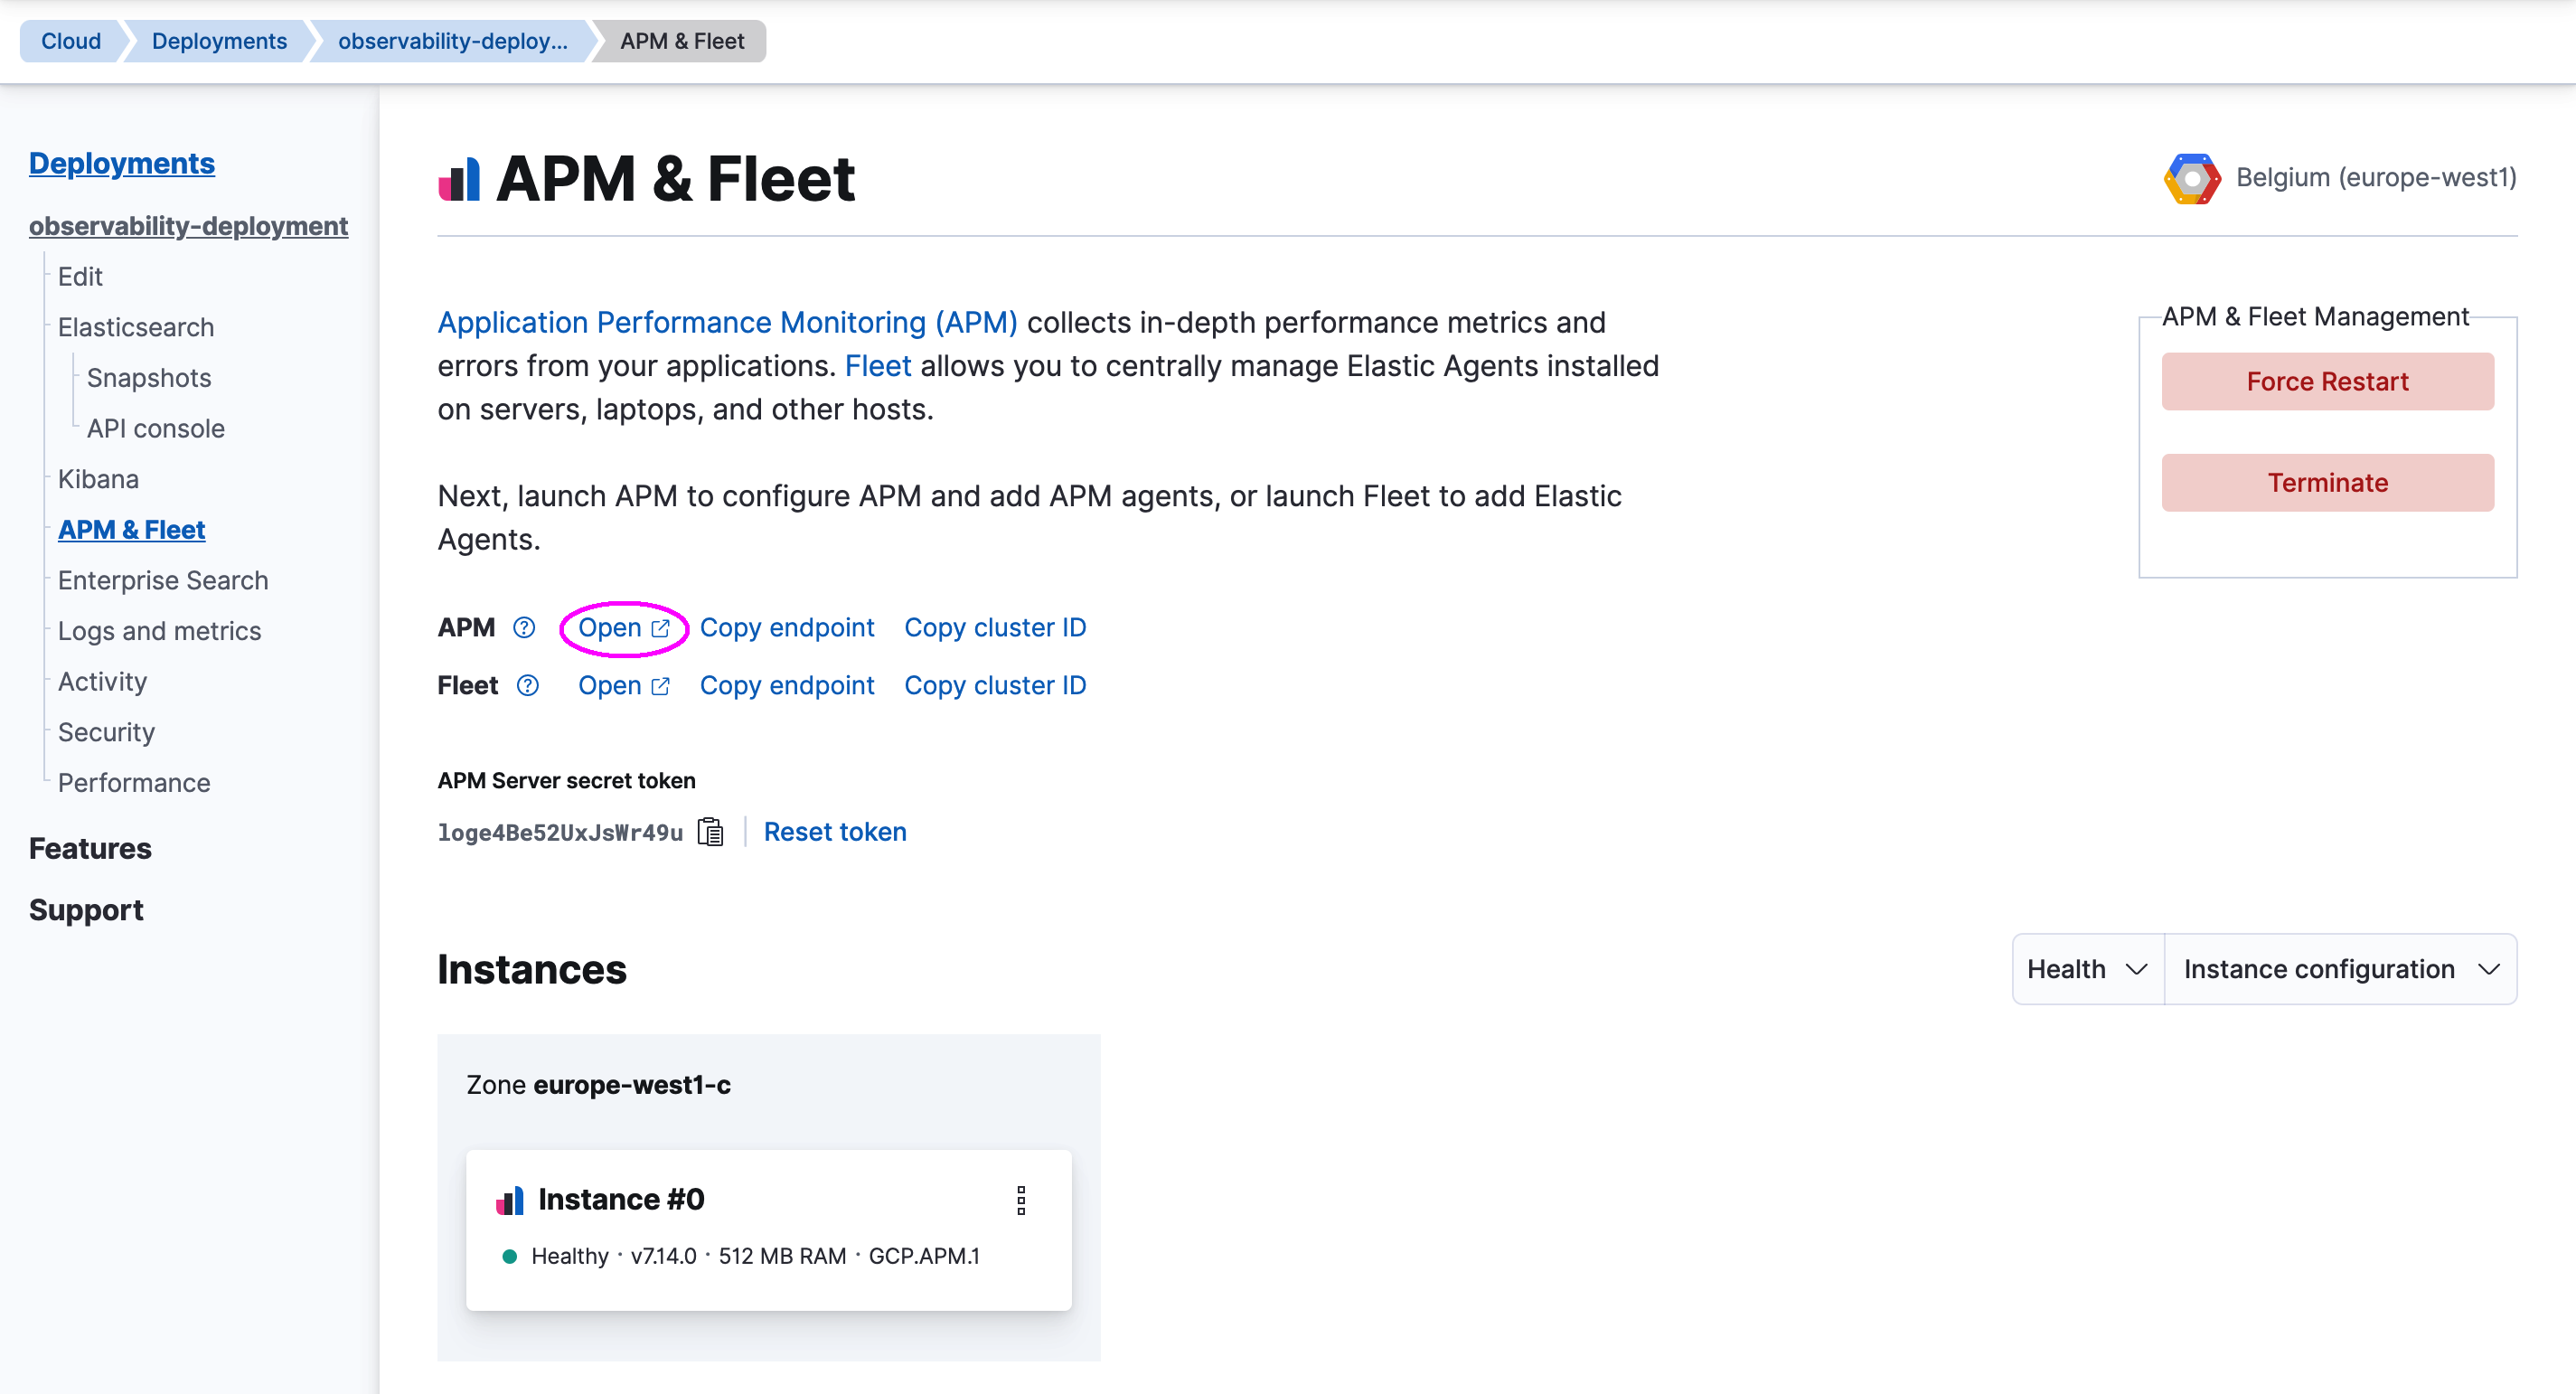 Cloud
Deployments
observability-deploy...
APM & Fleet
Deployments
observability-deployment
Edit
Elasticsearch
Snapshots
API console
Kibana
APM & Fleet
Enterprise Search
Logs and metrics
Activity
Security
Performance
Features
Support
APM & Fleet
Belgium (europe-west1)
Application Performance Monitoring (APM) collects in-depth performance metrics and
errors from your applications. Fleet allows you to centrally manage Elastic Agents installed
on servers, laptops, and other hosts.
Next, launch APM to configure APM and add APM agents, or launch Fleet to add Elastic
Agents.
APM & Fleet Management
Force Restart
Terminate
APM Open Copy endpoint Copy cluster ID
Fleet Open Copy endpoint Copy cluster ID
APM Server secret token
loge4Be52UxJsWr49u Reset token
Instances
Health
Instance configuration
Zone europe-west1-c
Instance #0
Healthy · v7.14.0 · 512 MB RAM · GCP.APM.1